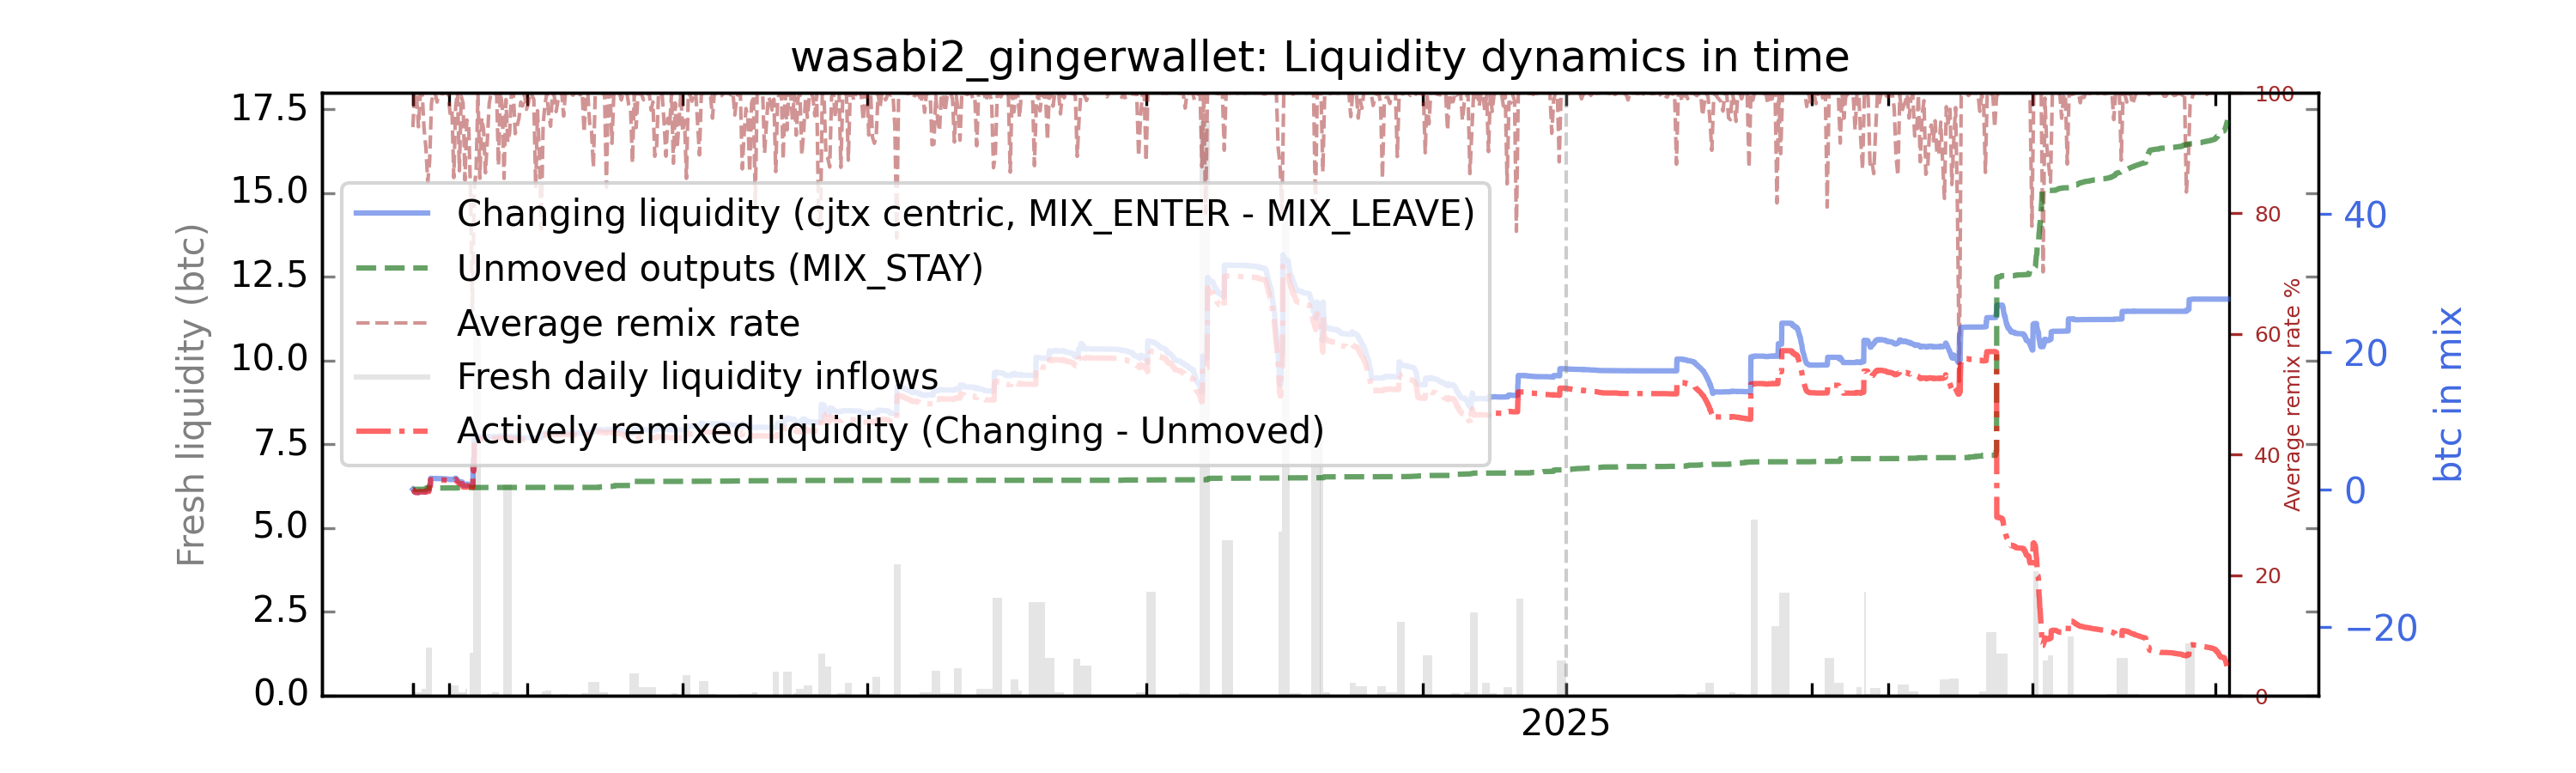 wasabi2_gingerwallet: Liquidity dynamics in time
Fresh liquidity (btc)
17.5
15.0
12.5
10.0
7.5
5.0
2.5
0.0
Changing liquidity (cjtx centric, MIX_ENTER - MIX_LEAVE)
Unmoved outputs (MIX_STAY)
Average remix rate
Fresh daily liquidity inflows
Actively remixed liquidity (Changing - Unmoved)
2025
100
80
60
40
20
0
Average remix rate %
40
20
0
−20
btc in mix